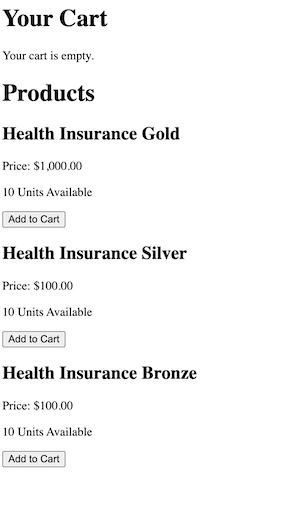 Your Cart
Your cart is empty.
Products
Health Insurance Gold
Price: $1,000.00
10 Units Available
Add to Cart
Health Insurance Silver
Price: $100.00
10 Units Available
Add to Cart
Health Insurance Bronze
Price: $100.00
10 Units Available
Add to Cart